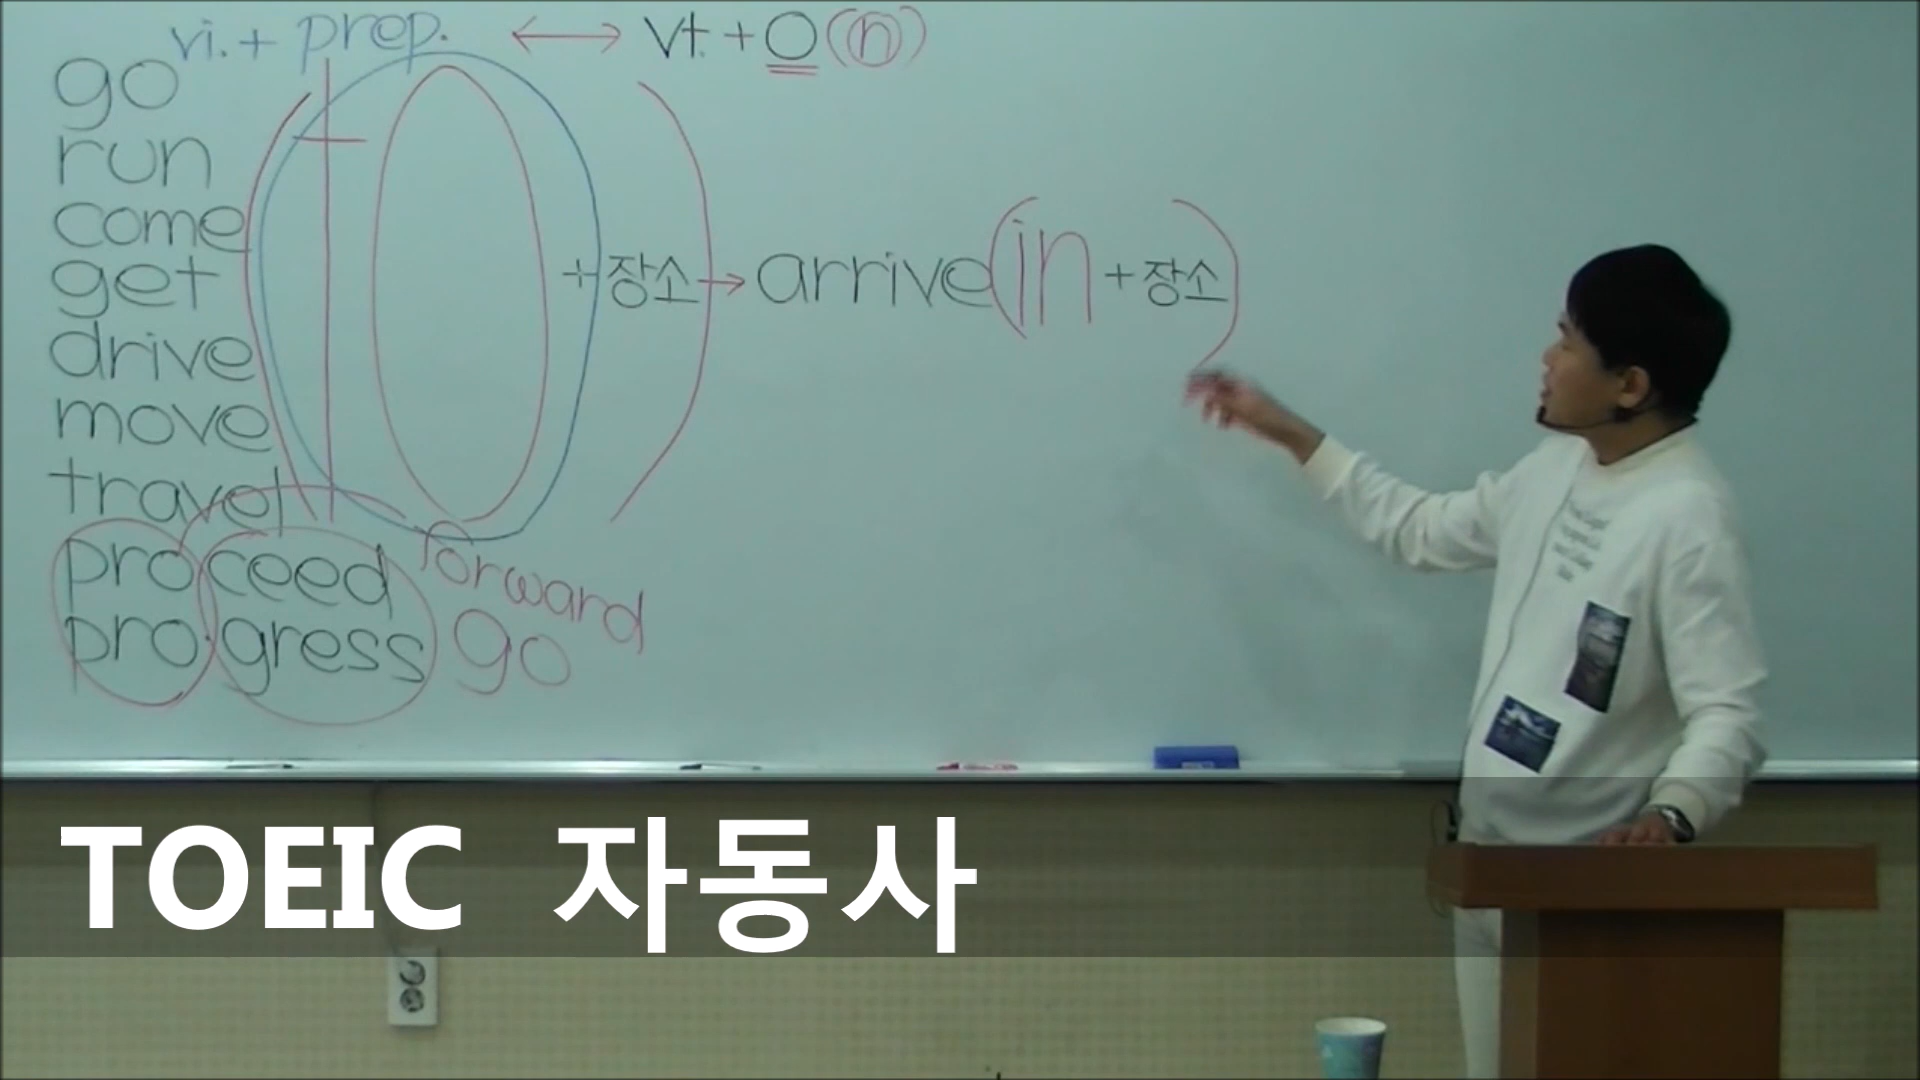 vi. + prep. ↔ vt. + O (n)
go
run
come
get
drive
move
travel
to + 장소 → arrive (in + 장소)
proceed forward
progress go
TOEIC 자동사